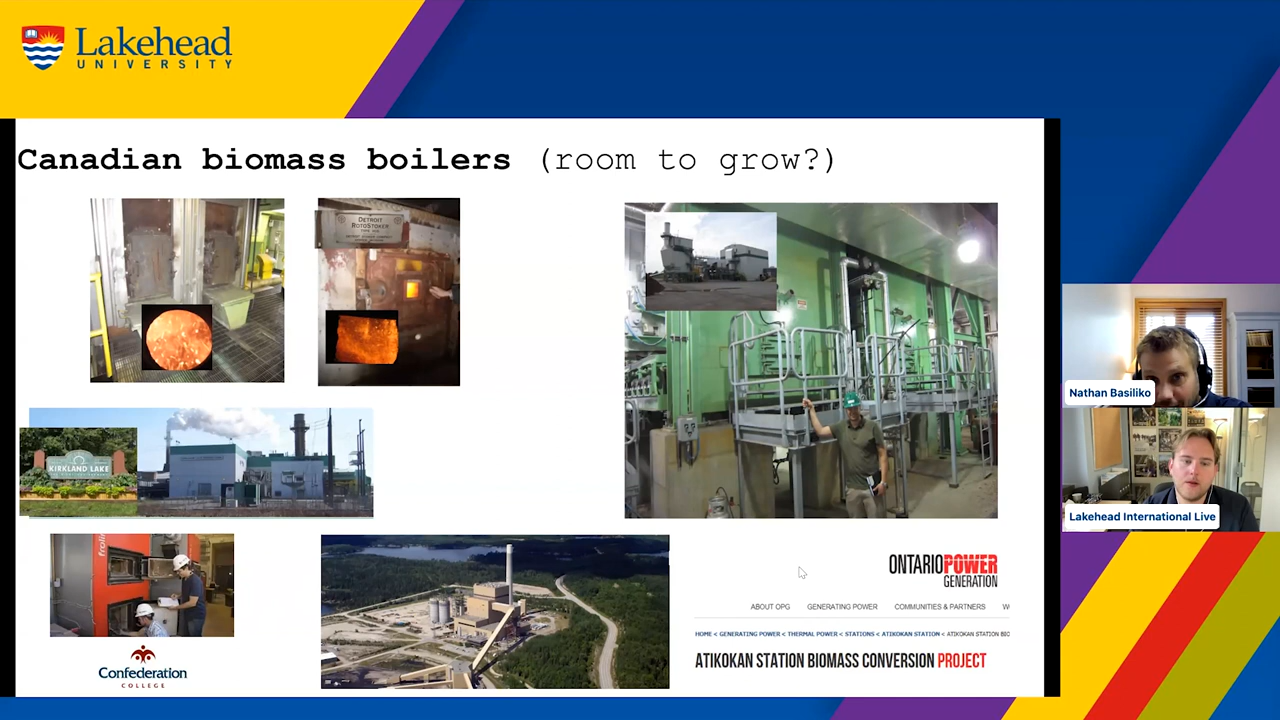 Lakehead
UNIVERSITY
Canadian biomass boilers (room to grow?)
DETROIT
ROTOSTOKER
KIRKLAND LAKE
Confederation
COLLEGE
ONTARIOPOWER
GENERATION
ABOUT OPG GENERATING POWER COMMUNITIES & PARTNERS W
HOME < GENERATING POWER < THERMAL POWER < STATIONS < ATIKOKAN STATION < ATIKOKAN STATION BIO
ATIKOKAN STATION BIOMASS CONVERSION PROJECT
Nathan Basiliko
Lakehead International Live